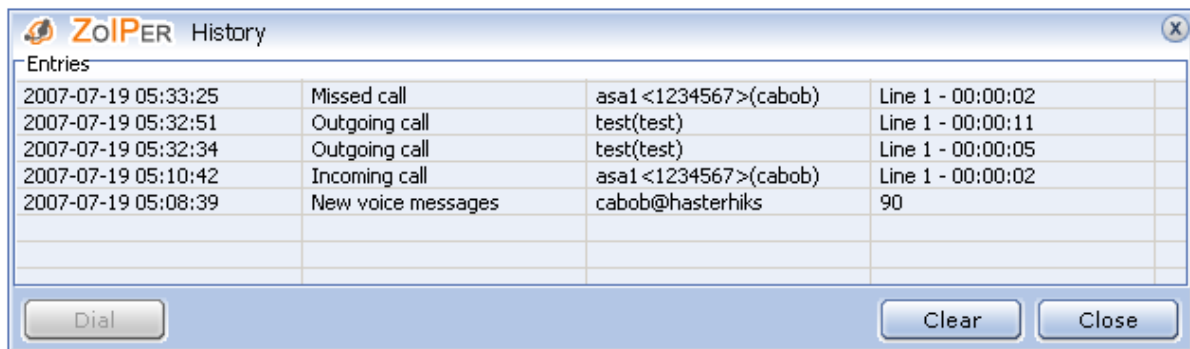 ZOIPER History
Entries
2007-07-19 05:33:25 Missed call asa1<1234567>(cabob) Line 1 - 00:00:02
2007-07-19 05:32:51 Outgoing call test(test) Line 1 - 00:00:11
2007-07-19 05:32:34 Outgoing call test(test) Line 1 - 00:00:05
2007-07-19 05:10:42 Incoming call asa1<1234567>(cabob) Line 1 - 00:00:02
2007-07-19 05:08:39 New voice messages cabob@hasterhiks 90
Dial Clear Close